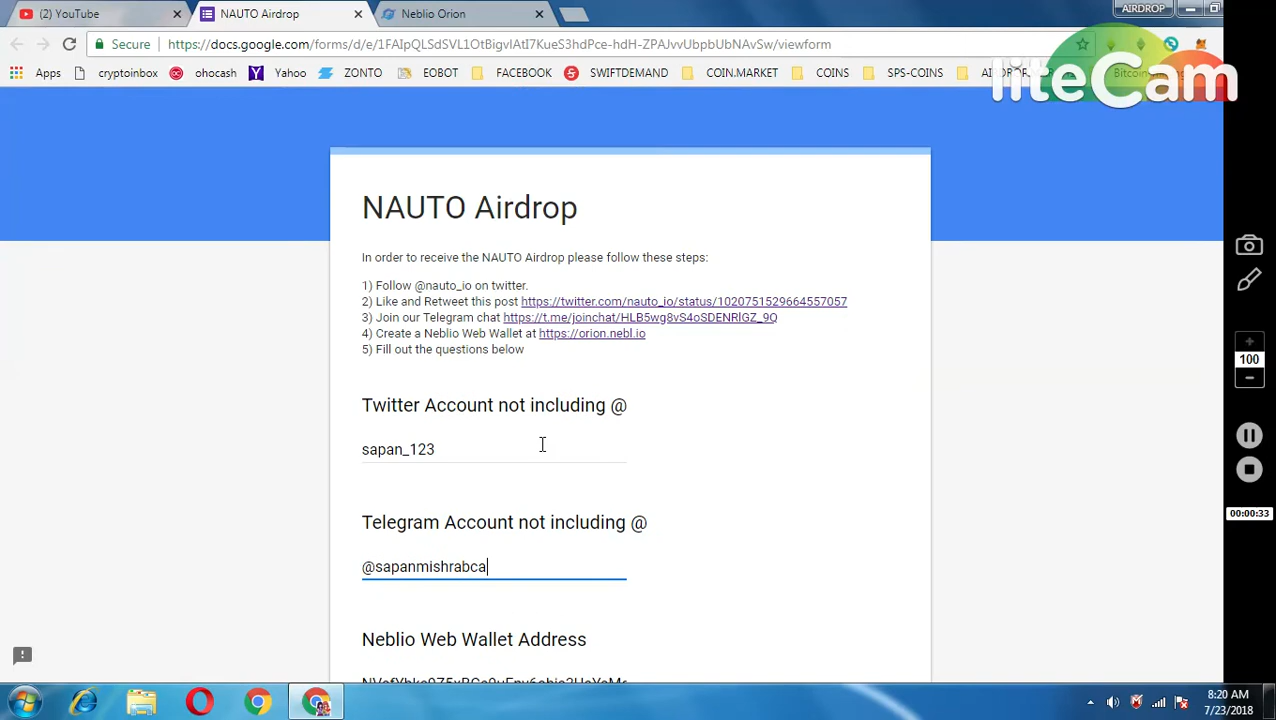 (2) YouTube
NAUTO Airdrop
Neblio Orion
AIRDROP
Secure
https://docs.google.com/forms/d/e/1FAIpQLSdSVL1OtBigvIAtI7KueS3hdPce-hdH-ZPAJvvUbpbUbNAvSw/viewform
Apps cryptoinbox ohocash Yahoo EOBOT FACEBOOK SWIFTDEMAND COIN.MARKET COINS SPS-COINS
liteCam
NAUTO Airdrop
In order to receive the NAUTO Airdrop please follow these steps:
1) Follow @nauto_io on twitter.
2) Like and Retweet this post https://twitter.com/nauto_io/status/1020751529664557057
3) Join our Telegram chat https://t.me/joinchat/HLB5wg8vS4oSDENRlGZ_9Q
4) Create a Neblio Web Wallet at https://orion.nebl.io
5) Fill out the questions below
Twitter Account not including @
sapan_123
Telegram Account not including @
@sapanmishrabca
Neblio Web Wallet Address
100
00:00:33
8:20 AM
7/23/2018